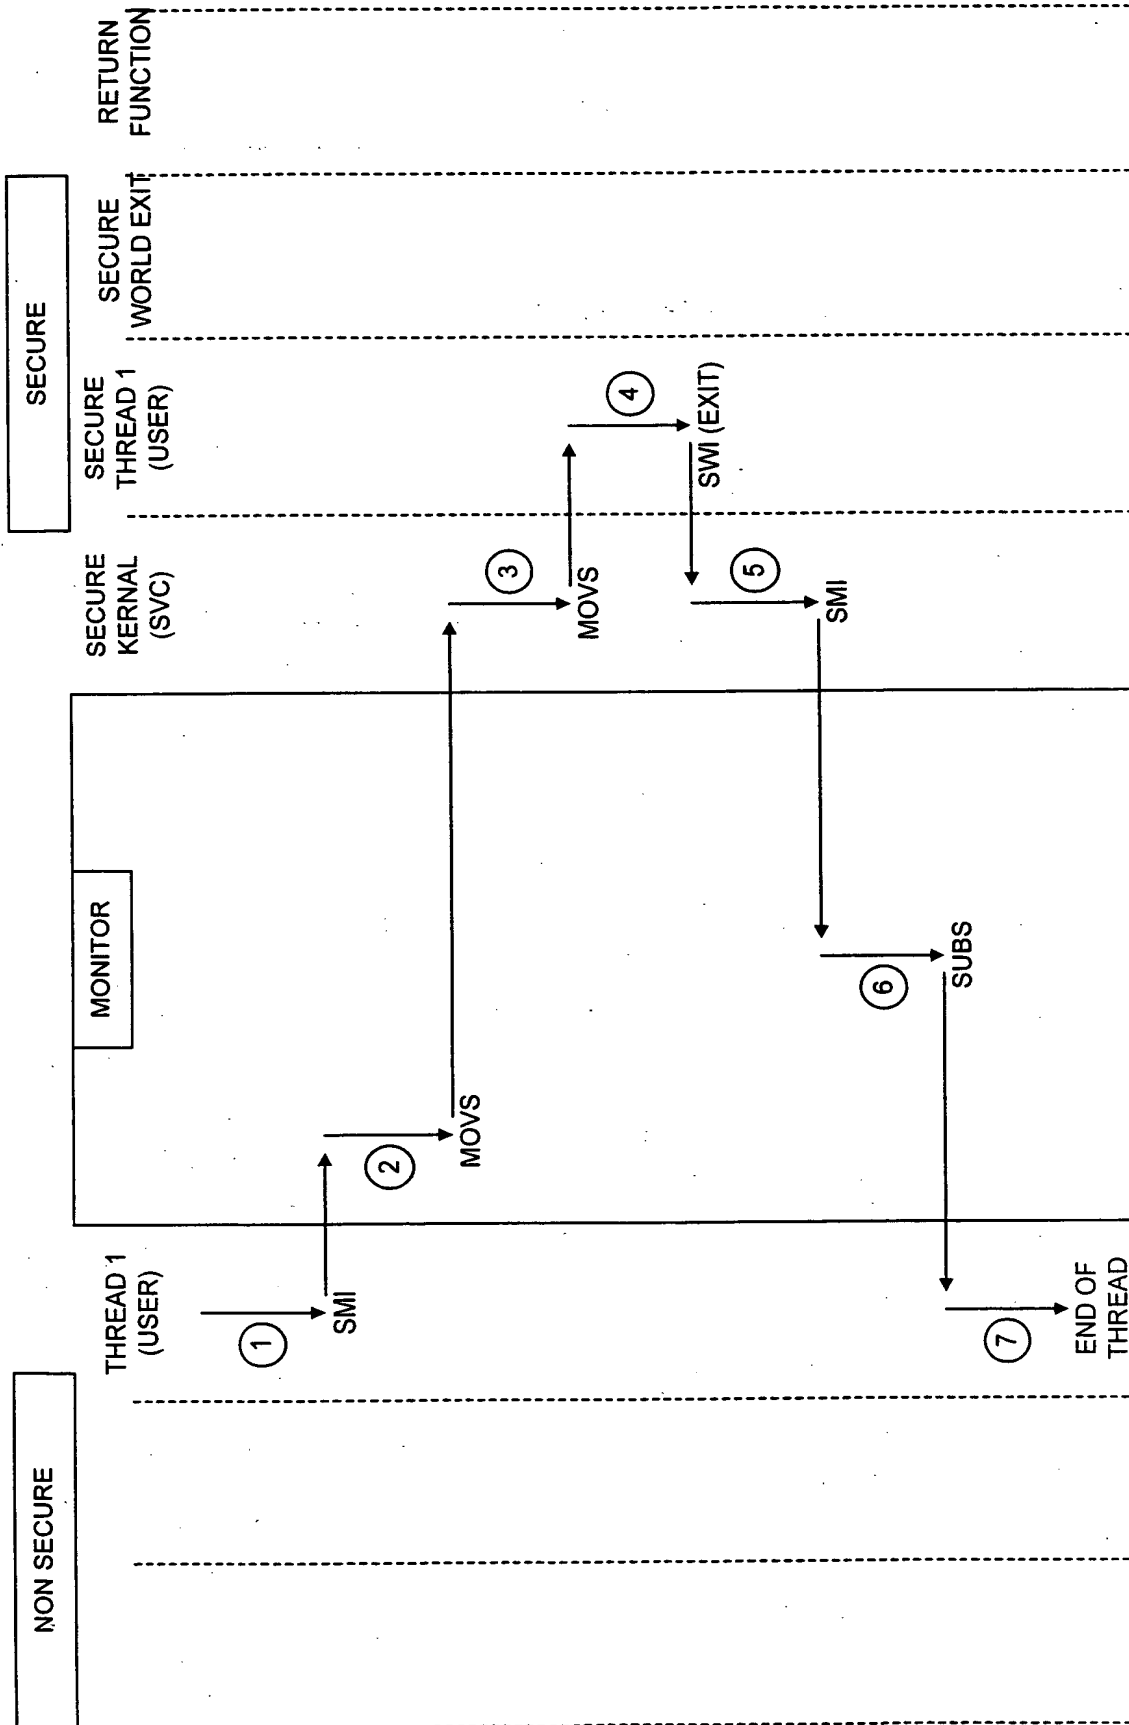 NON SECURE
MONITOR
SECURE
THREAD 1
(USER)
SECURE
KERNAL
(SVC)
SECURE
THREAD 1
(USER)
SECURE
WORLD EXIT
RETURN
FUNCTION
1
SMI
2
MOVS
3
MOVS
4
SWI (EXIT)
5
SMI
6
SUBS
7
END OF
THREAD